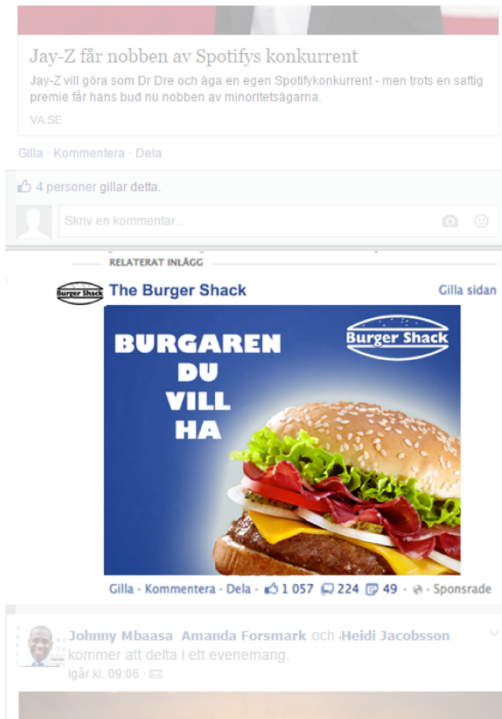 Jay-Z får nobben av Spotifys konkurrent
Jay-Z vill göra som Dr Dre och äga en egen Spotifykonkurrent - men trots en saftig
premie får hans bud nu nobben av minoritetsägarna.
VA.SE
Gilla · Kommentera · Dela
4 personer gillar detta.
Skriv en kommentar...
RELATERAT INLÄGG
Burger Shack
The Burger Shack
Gilla sidan
BURGAREN
DU
VILL
HA
Burger Shack
Gilla · Kommentera · Dela · 1 057 224 49 · Sponsrade
Johnny Mbaasa Amanda Forsmark och Heidi Jacobsson
kommer att delta i ett evenemang.
Igår kl. 09:06